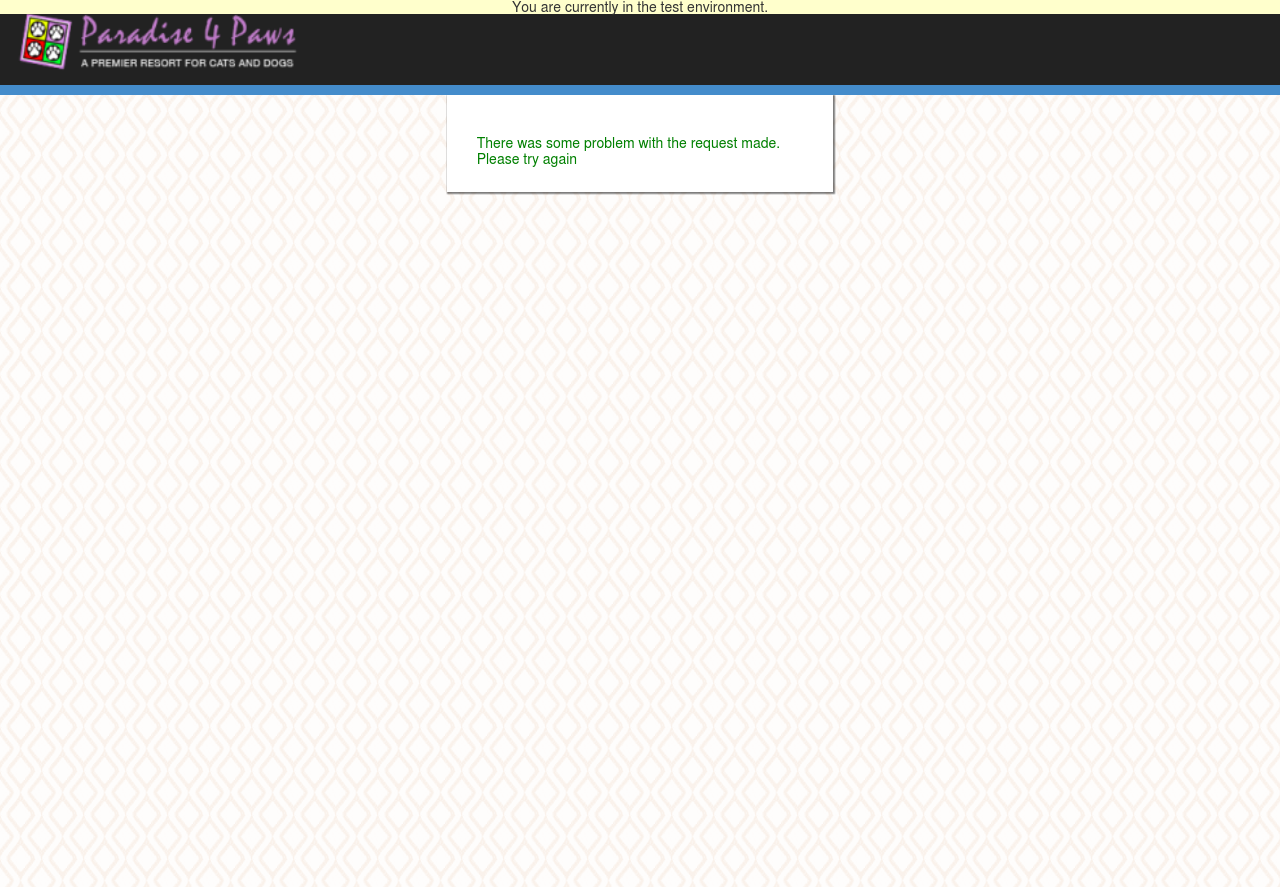 You are currently in the test environment.
Paradise 4 Paws
A PREMIER RESORT FOR CATS AND DOGS
There was some problem with the request made.
Please try again